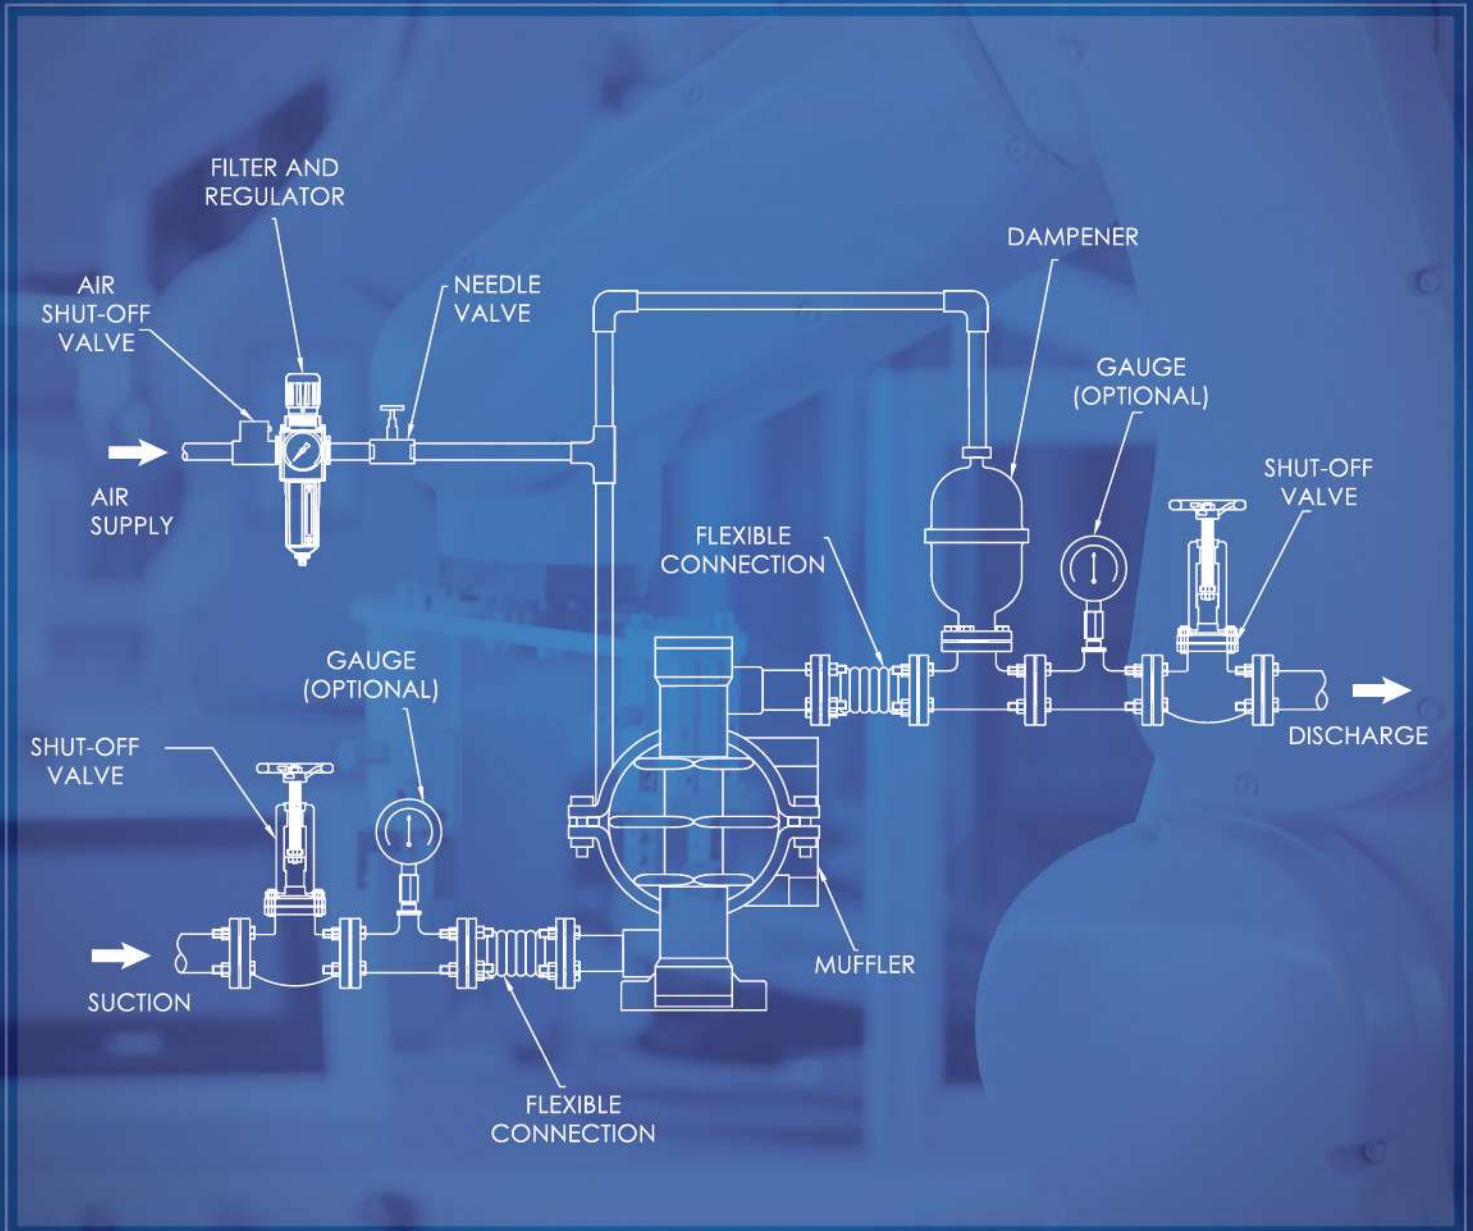 FILTER AND
REGULATOR
DAMPENER
AIR
SHUT-OFF
VALVE
NEEDLE
VALVE
GAUGE
(OPTIONAL)
SHUT-OFF
VALVE
AIR
SUPPLY
FLEXIBLE
CONNECTION
GAUGE
(OPTIONAL)
DISCHARGE
SHUT-OFF
VALVE
MUFFLER
SUCTION
FLEXIBLE
CONNECTION